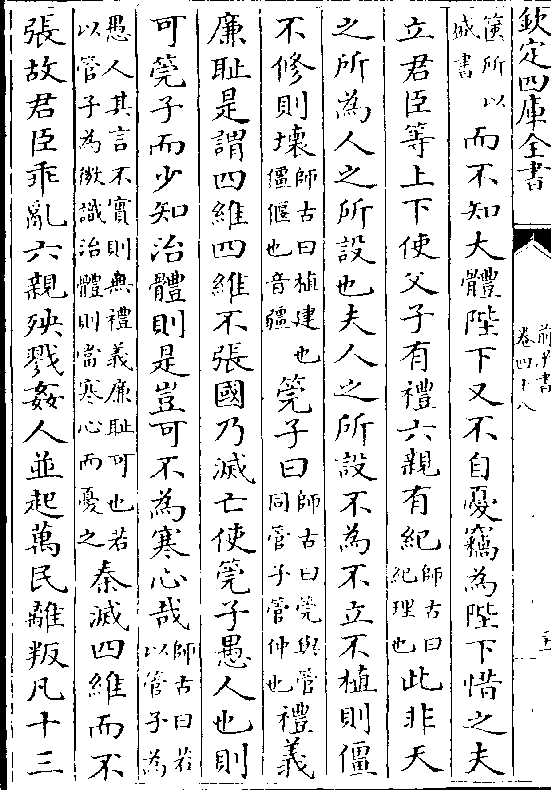 欽定四庫全書
前漢書
卷四十八
篋所以盛書而不知大體陛下又不自憂竊為陛下惜之夫
立君臣等上下使父子有禮六親有紀師古曰紀理也此非天
之所為人之所設也夫人之所設不為不立不植則僵
不修則壞師古曰植建也僵偃也音疆筦子曰師古曰筦與管同管子管仲也禮義
廉耻是謂四維四維不張國乃滅亡使筦子愚人也則
可筦子而少知治體則是豈可不為寒心哉師古曰若以管子為
愚人其言不實則無禮義廉耻可也若以管子為微識治體則當寒心而憂之秦滅四維而不
張故君臣乖亂六親殃戮姦人並起萬民離叛凡十三